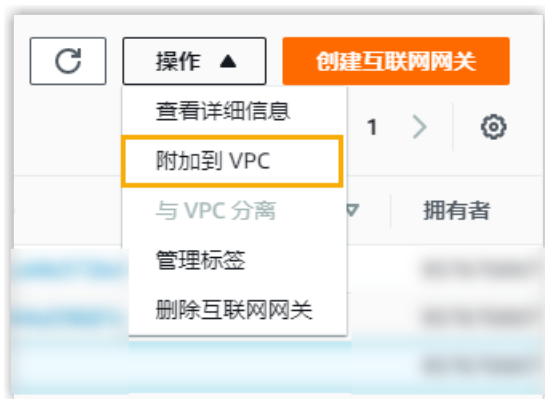 操作 ▲
创建互联网网关
查看详细信息
1
附加到 VPC
与 VPC 分离
拥有者
管理标签
删除互联网网关